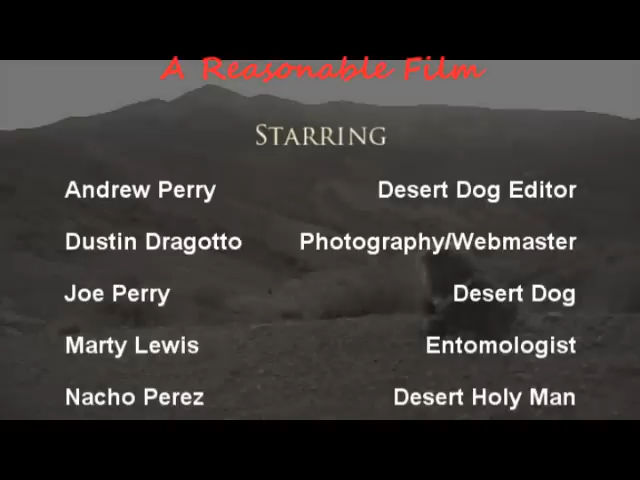 A Reasonable Film
STARRING
Andrew Perry Desert Dog Editor
Dustin Dragotto Photography/Webmaster
Joe Perry Desert Dog
Marty Lewis Entomologist
Nacho Perez Desert Holy Man